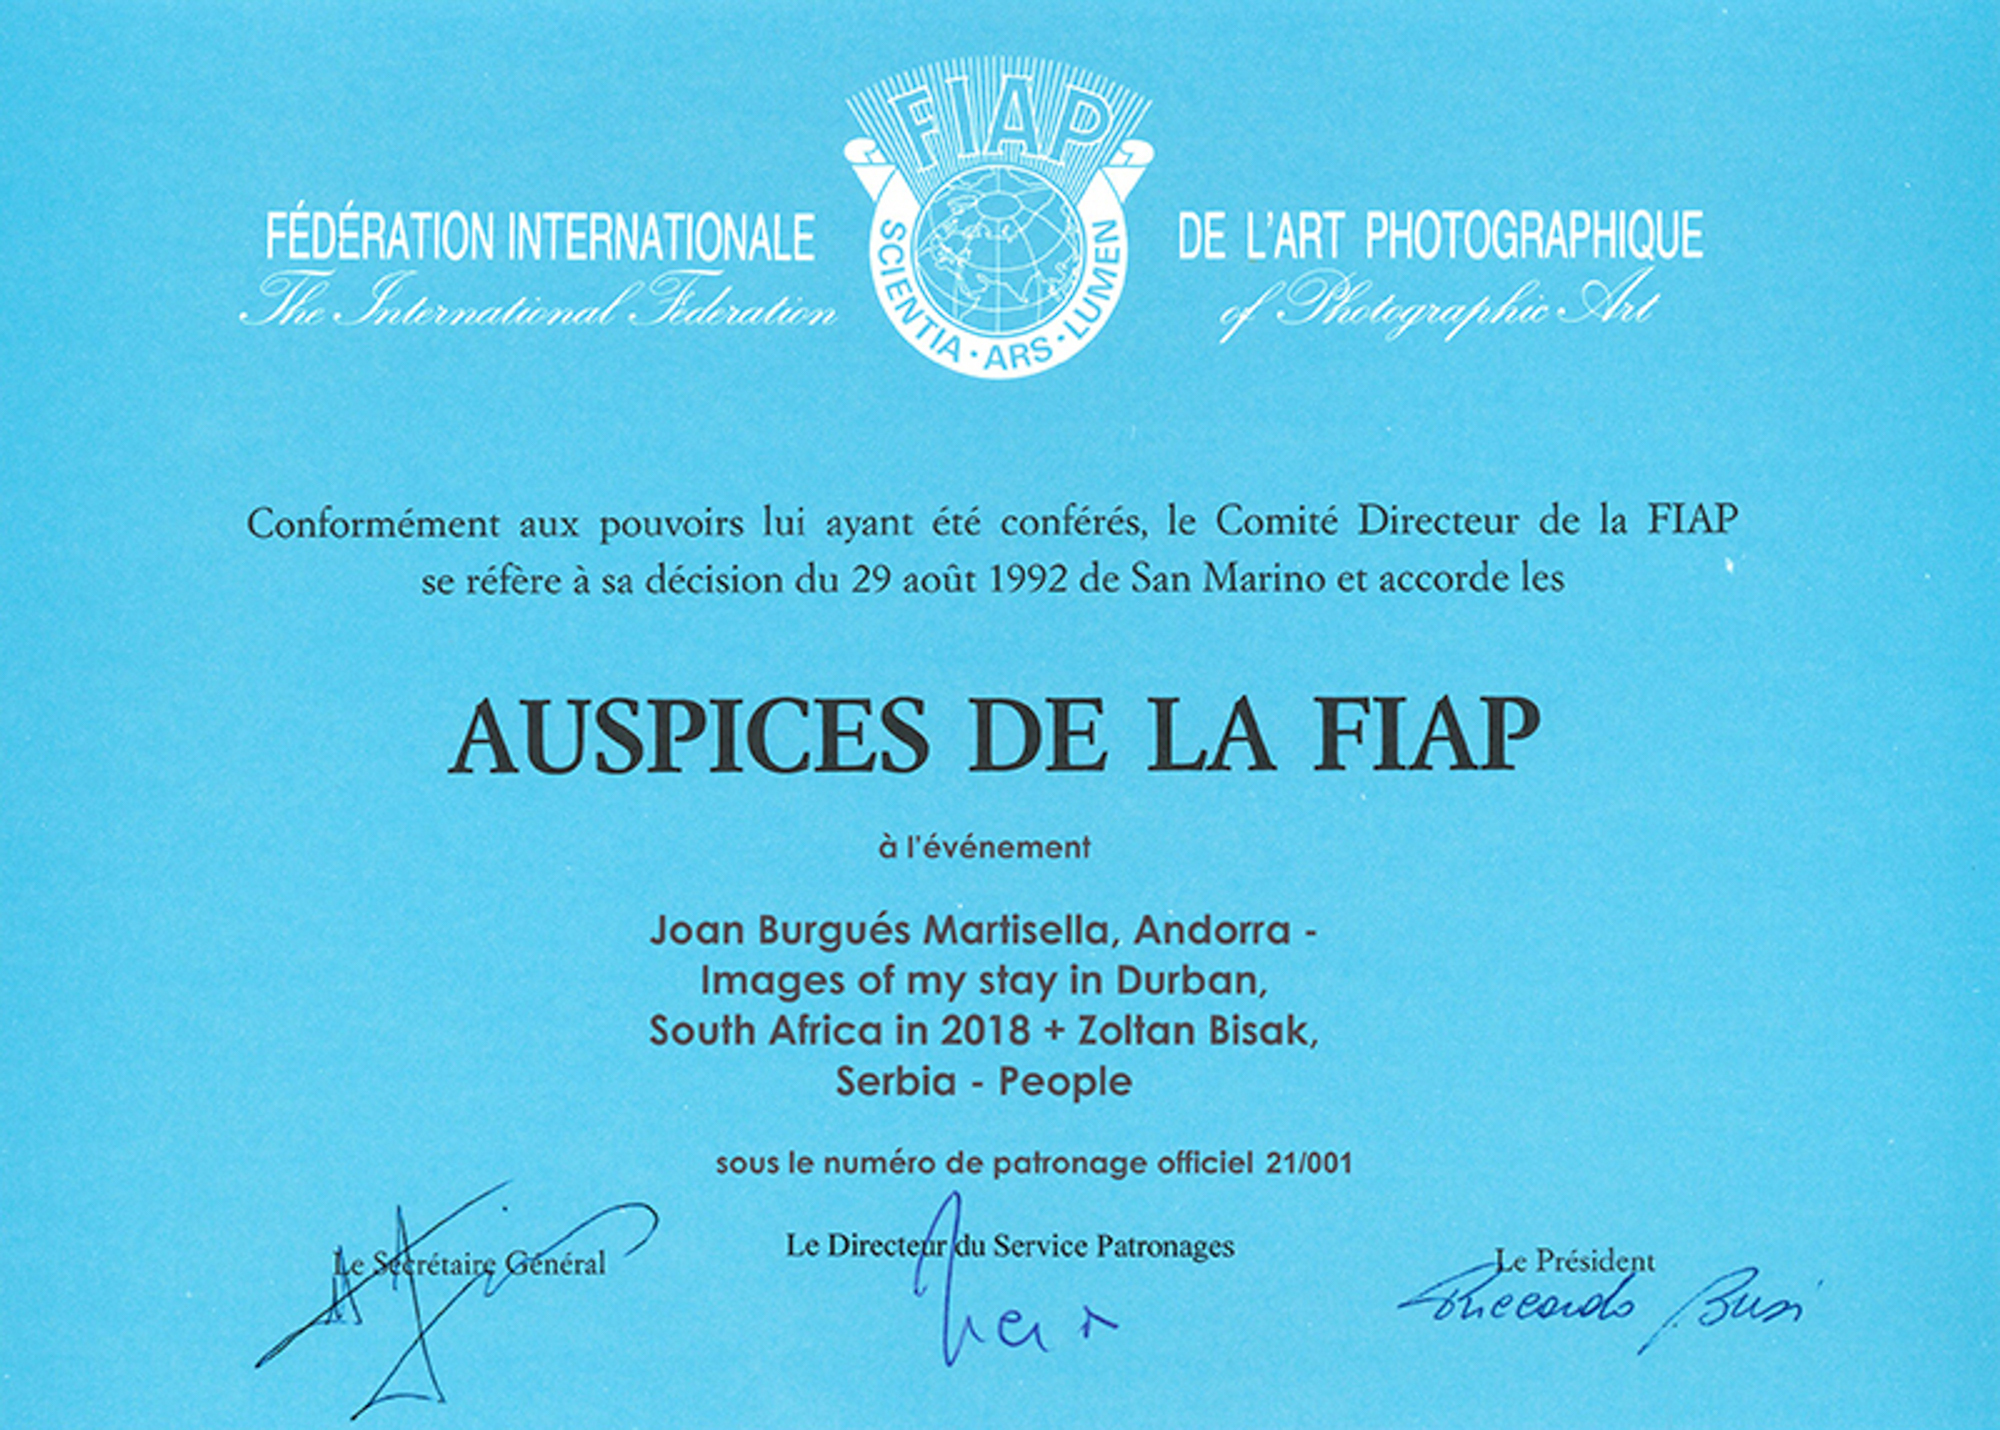 FIAP
SCIENTIA · ARS · LUMEN
FÉDÉRATION INTERNATIONALE DE L'ART PHOTOGRAPHIQUE
The International Federation of Photographic Art
Conformément aux pouvoirs lui ayant été conférés, le Comité Directeur de la FIAP
se réfère à sa décision du 29 août 1992 de San Marino et accorde les
AUSPICES DE LA FIAP
à l'événement
Joan Burgués Martisella, Andorra -
Images of my stay in Durban,
South Africa in 2018 + Zoltan Bisak,
Serbia - People
sous le numéro de patronage officiel 21/001
Le Secrétaire Général
Le Directeur du Service Patronages
Le Président
Riccardo Busi